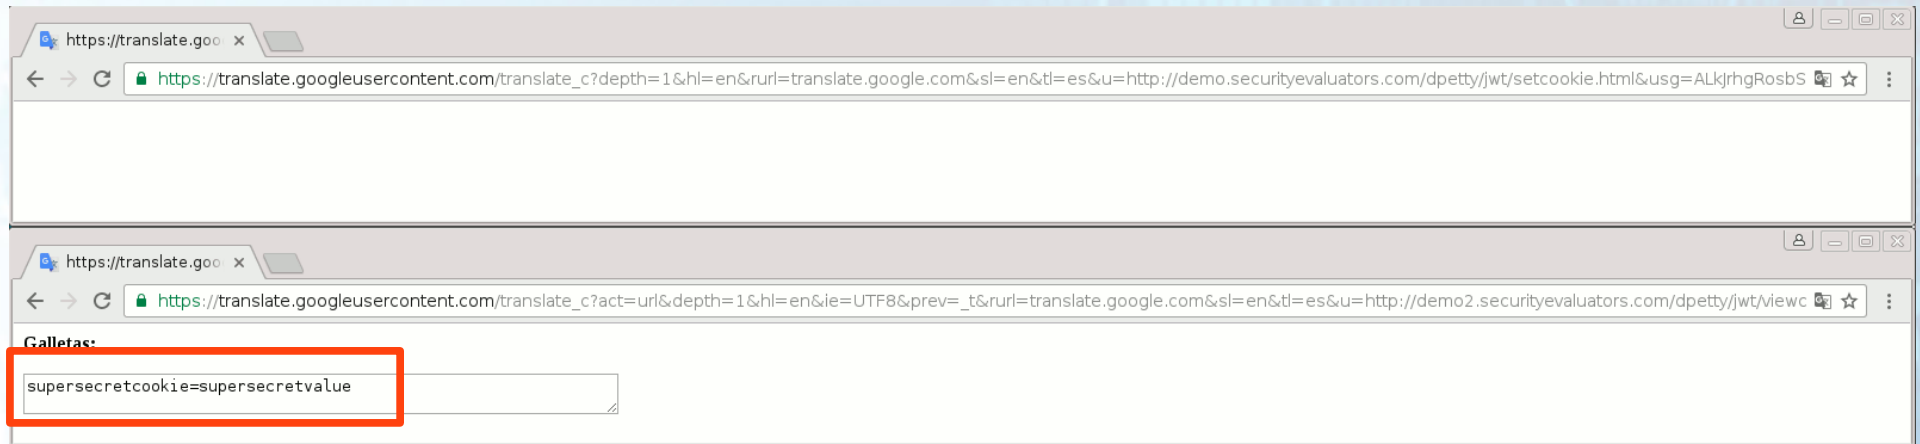 https://translate.goo
https://translate.googleusercontent.com/translate_c?depth=1&hl=en&rurl=translate.google.com&sl=en&tl=es&u=http://demo.securityevaluators.com/dpetty/jwt/setcookie.html&usg=ALkJrhgRosbS
https://translate.goo
https://translate.googleusercontent.com/translate_c?act=url&depth=1&hl=en&ie=UTF8&prev=_t&rurl=translate.google.com&sl=en&tl=es&u=http://demo2.securityevaluators.com/dpetty/jwt/viewc
Galletas:
supersecretcookie=supersecretvalue